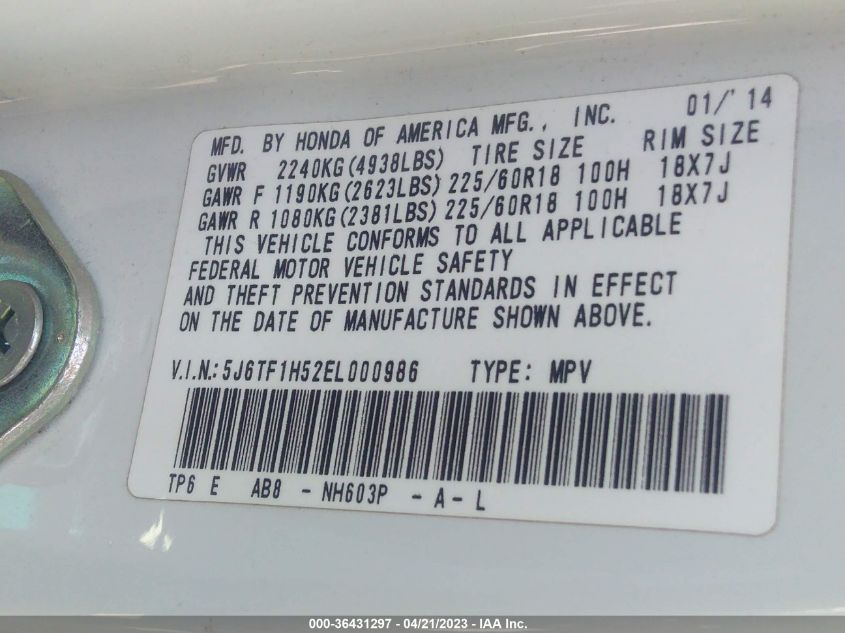 01/'14
MFD. BY HONDA OF AMERICA MFG., INC.
GVWR 2240KG(4938LBS) TIRE SIZE RIM SIZE
GAWR F 1190KG(2623LBS) 225/60R18 100H 18X7J
GAWR R 1080KG(2381LBS) 225/60R18 100H 18X7J
THIS VEHICLE CONFORMS TO ALL APPLICABLE
FEDERAL MOTOR VEHICLE SAFETY
AND THEFT PREVENTION STANDARDS IN EFFECT
ON THE DATE OF MANUFACTURE SHOWN ABOVE.
V.I.N.: 5J6TF1H52EL000986 TYPE: MPV
TP6 E AB8 - NH603P - A - L
000-36431297 - 04/21/2023 - IAA Inc.